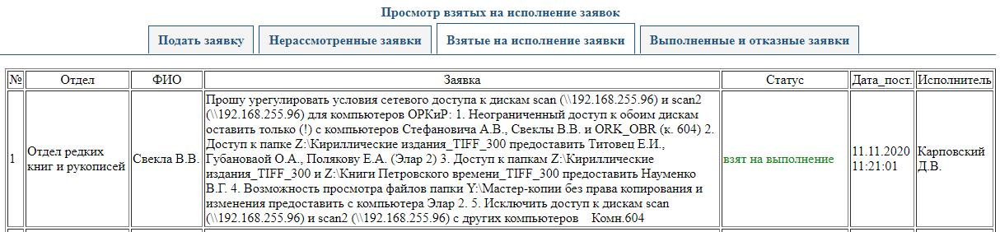 Просмотр взятых на исполнение заявок
Подать заявку Нерассмотренные заявки Взятые на исполнение заявки Выполненные и отказные заявки
№ Отдел ФИО Заявка Статус Дата_пост. Исполнитель
1
Отдел редких
книг и рукописей
Свекла В.В.
Прошу урегулировать условия сетевого доступа к дискам scan (\\192.168.255.96) и scan2
(\\192.168.255.96) для компьютеров ОРКиР: 1. Неограниченный доступ к обоим дискам
оставить только (!) с компьютеров Стефановича А.В., Свеклы В.В. и ORK_OBR (к. 604) 2.
Доступ к папке Z:\Кириллические издания_TIFF_300 предоставить Титовец Е.И.,
Губановаой О.А., Полякову Е.А. (Элар 2) 3. Доступ к папкам Z:\Кириллические
издания_TIFF_300 и Z:\Книги Петровского времени_TIFF_300 предоставить Науменко
В.Г. 4. Возможность просмотра файлов папки Y:\Мастер-копии без права копирования и
изменения предоставить с компьютера Элар 2. 5. Исключить доступ к дискам scan
(\\192.168.255.96) и scan2 (\\192.168.255.96) с других компьютеров Комн.604
взят на выполнение
11.11.2020
11:21:01
Карповский
Д.В.